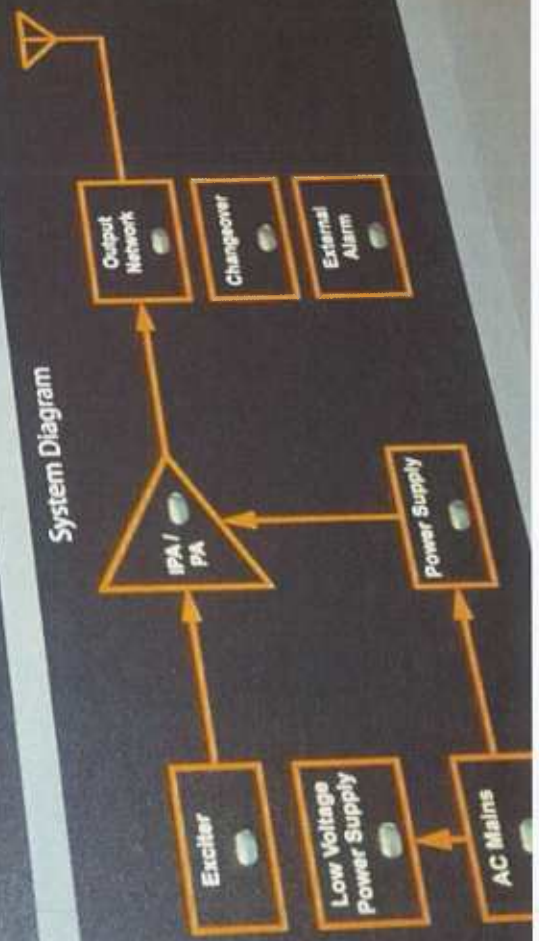 System Diagram
Exciter
IPA /
PA
Output
Network
Low Voltage
Power Supply
Changeover
AC Mains
Power Supply
External
Alarm